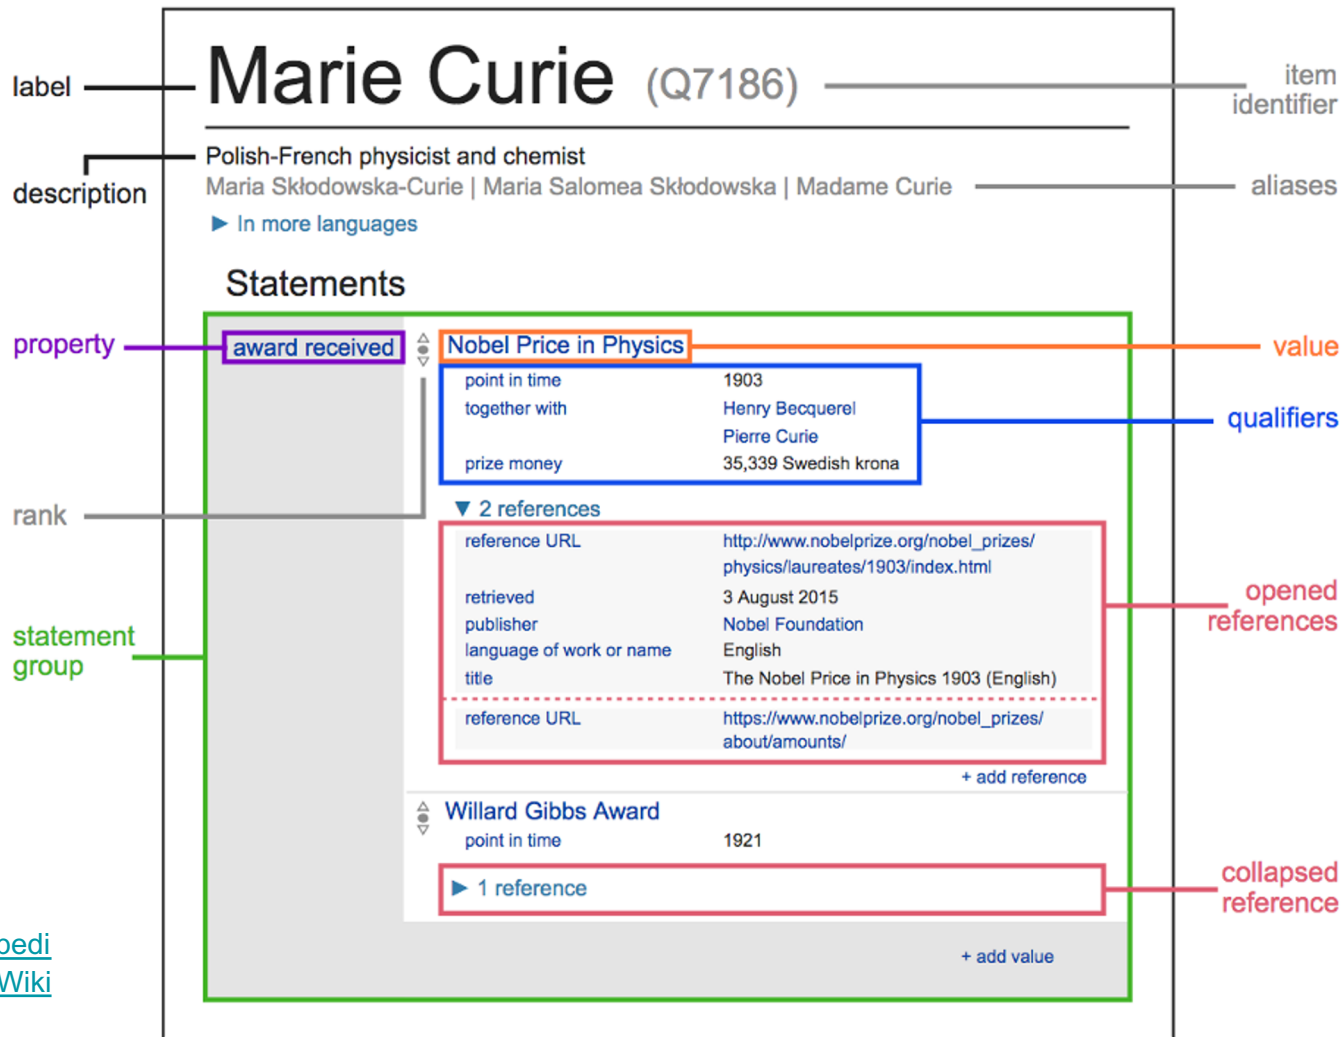 label
Marie Curie (Q7186)
item
identifier
description
Polish-French physicist and chemist
Maria Skłodowska-Curie | Maria Salomea Skłodowska | Madame Curie
aliases
▶ In more languages
Statements
property
award received
Nobel Price in Physics
value
point in time 1903
together with Henry Becquerel
Pierre Curie
prize money 35,339 Swedish krona
qualifiers
rank
▼ 2 references
reference URL http://www.nobelprize.org/nobel_prizes/
physics/laureates/1903/index.html
retrieved 3 August 2015
publisher Nobel Foundation
language of work or name English
title The Nobel Price in Physics 1903 (English)
opened
references
statement
group
reference URL https://www.nobelprize.org/nobel_prizes/
about/amounts/
+ add reference
Willard Gibbs Award
point in time 1921
▶ 1 reference
collapsed
reference
+ add value
pedi
Wiki